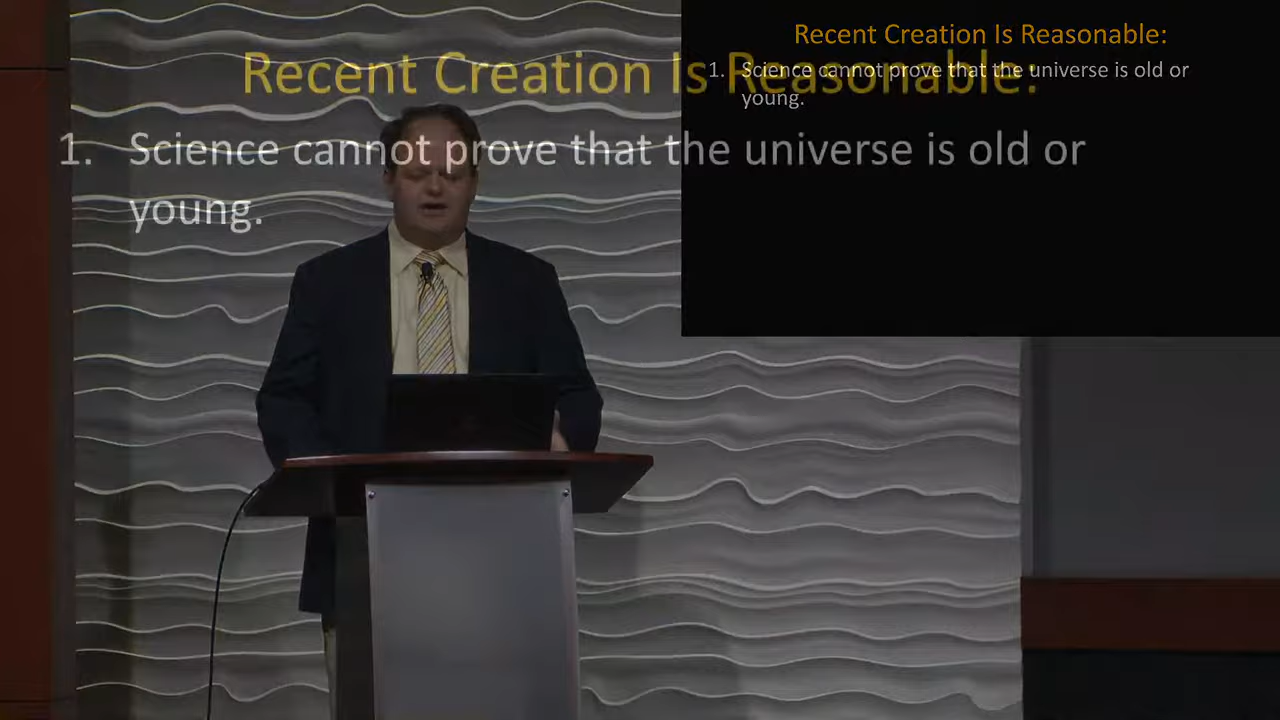 Recent Creation Is Reasonable:
1. Science cannot prove that the universe is old or
young.
Recent Creation Is Reasonable:
1. Science cannot prove that the universe is old or
young.